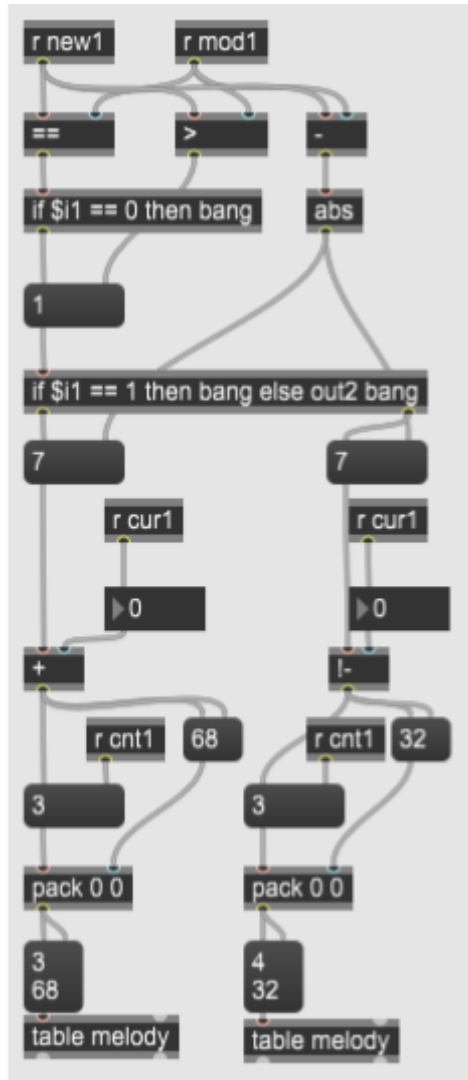 r new1
r mod1
==
>
-
if $i1 == 0 then bang
abs
1
if $i1 == 1 then bang else out2 bang
7
7
r cur1
r cur1
0
0
+
!-
r cnt1
68
r cnt1
32
3
3
pack 0 0
pack 0 0
3
68
4
32
table melody
table melody